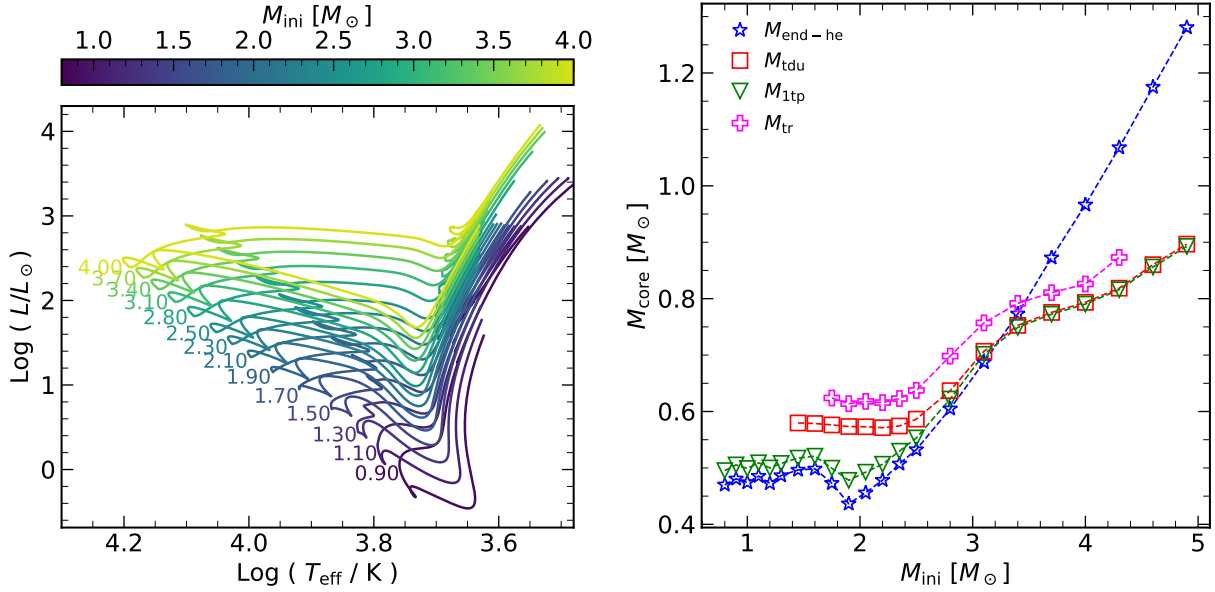 M_ini [M_⊙]
1.0 1.5 2.0 2.5 3.0 3.5 4.0
Log ( L/L_⊙)
4
3
2
1
0
4.00
3.70
3.40
3.10
2.80
2.50
2.30
2.10
1.90
1.70
1.50
1.30
1.10
0.90
4.2 4.0 3.8 3.6
Log ( T_eff / K)
M_core [M_⊙]
1.2
1.0
0.8
0.6
0.4
M_end−he
M_tdu
M_1tp
M_tr
1 2 3 4 5
M_ini [M_⊙]